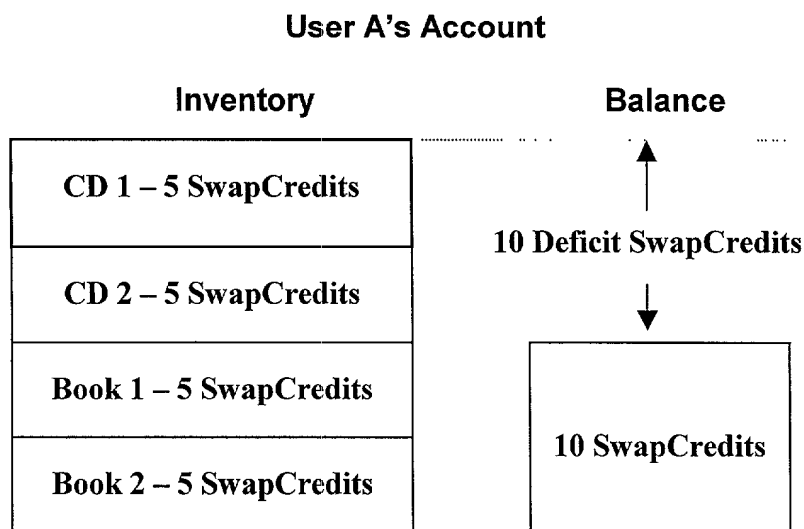 User A's Account
Inventory
Balance
CD 1 – 5 SwapCredits
CD 2 – 5 SwapCredits
Book 1 – 5 SwapCredits
Book 2 – 5 SwapCredits
10 Deficit SwapCredits
10 SwapCredits